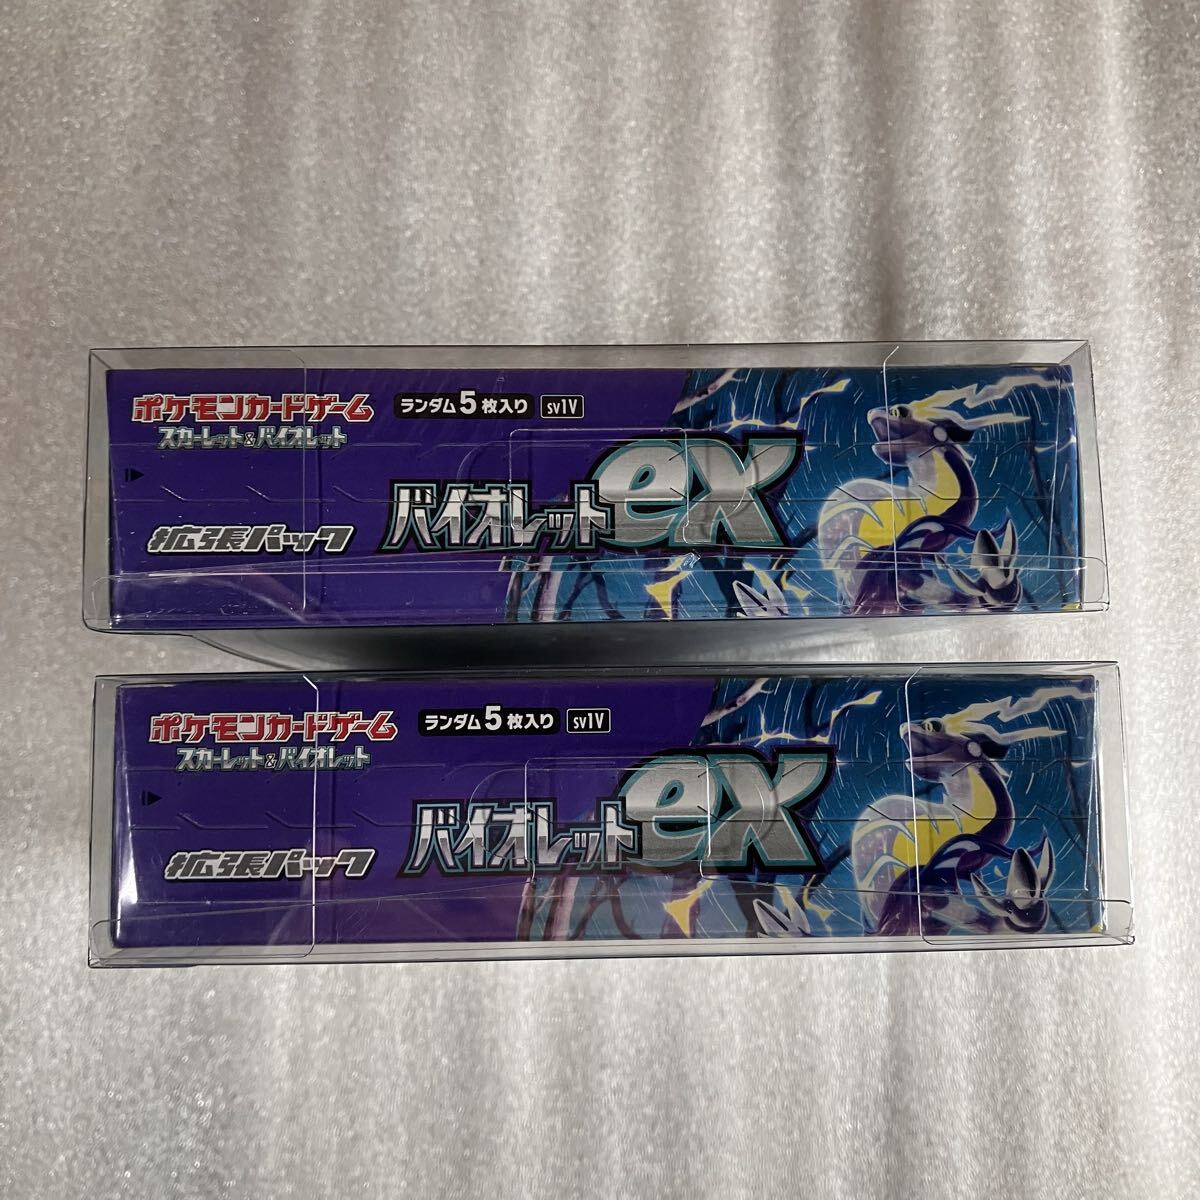 ポケモンカードゲーム
スカーレット&バイオレット
ランダム5枚入り SV1V
バイオレットex
拡張パック
ポケモンカードゲーム
スカーレット&バイオレット
ランダム5枚入り SV1V
バイオレットex
拡張パック